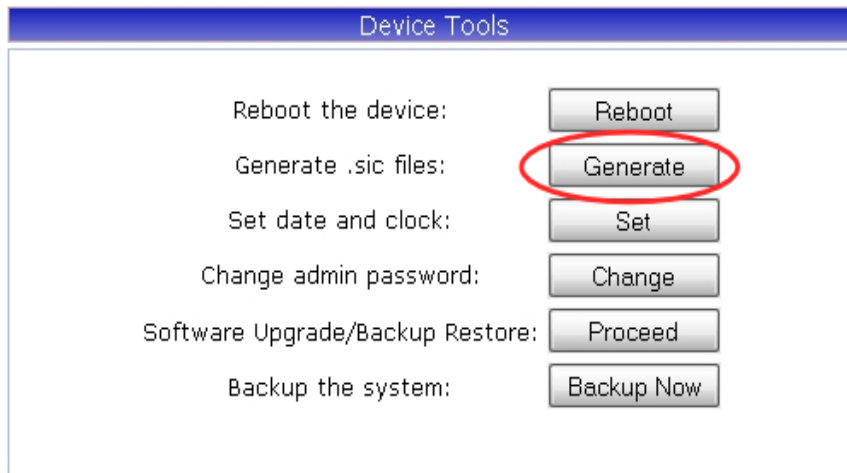 Device Tools
Reboot the device: Reboot
Generate .sic files: Generate
Set date and clock: Set
Change admin password: Change
Software Upgrade/Backup Restore: Proceed
Backup the system: Backup Now